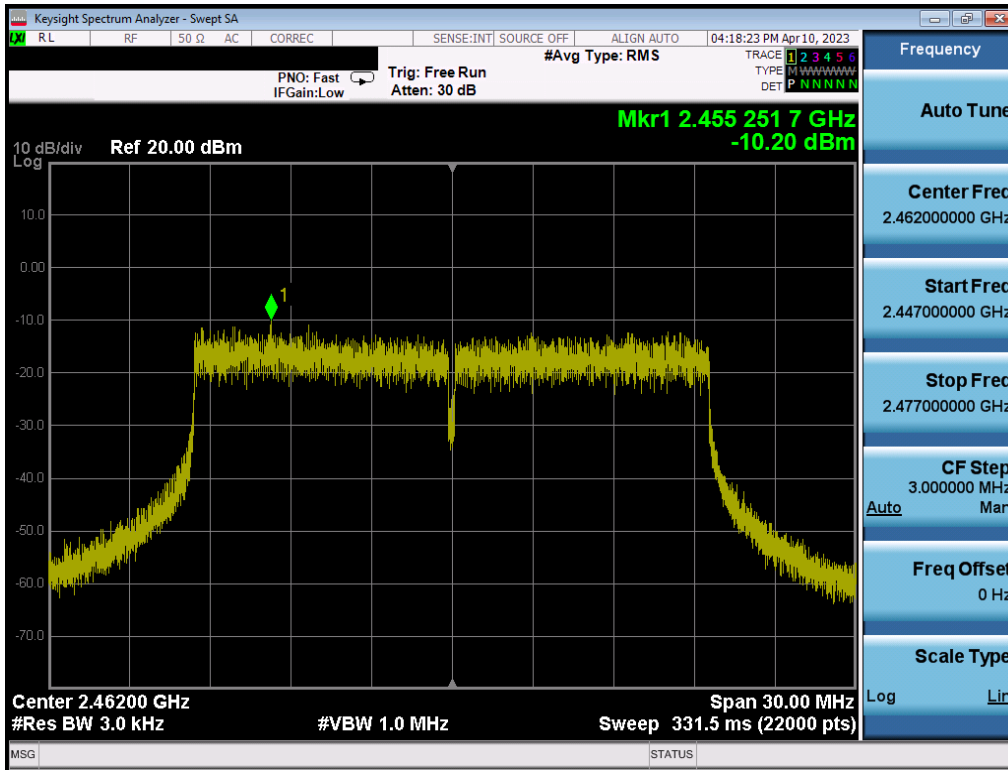 Keysight Spectrum Analyzer - Swept SA
LXI RL RF 50 Ω AC CORREC SENSE:INT SOURCE OFF ALIGN AUTO 04:18:23 PM Apr 10, 2023
#Avg Type: RMS
TRACE 1 2 3 4 5 6
PNO: Fast Trig: Free Run
TYPE M W W W W W
IFGain:Low Atten: 30 dB
DET P N N N N N
Mkr1 2.455 251 7 GHz
10 dB/div Ref 20.00 dBm -10.20 dBm
Log
10.0
0.00
1
-10.0
-20.0
-30.0
-40.0
-50.0
-60.0
-70.0
Center 2.46200 GHz Span 30.00 MHz
#Res BW 3.0 kHz #VBW 1.0 MHz Sweep 331.5 ms (22000 pts)
MSG STATUS
Frequency
Auto Tune
Center Freq
2.462000000 GHz
Start Freq
2.447000000 GHz
Stop Freq
2.477000000 GHz
CF Step
3.000000 MHz
Auto Man
Freq Offset
0 Hz
Scale Type
Log Lin